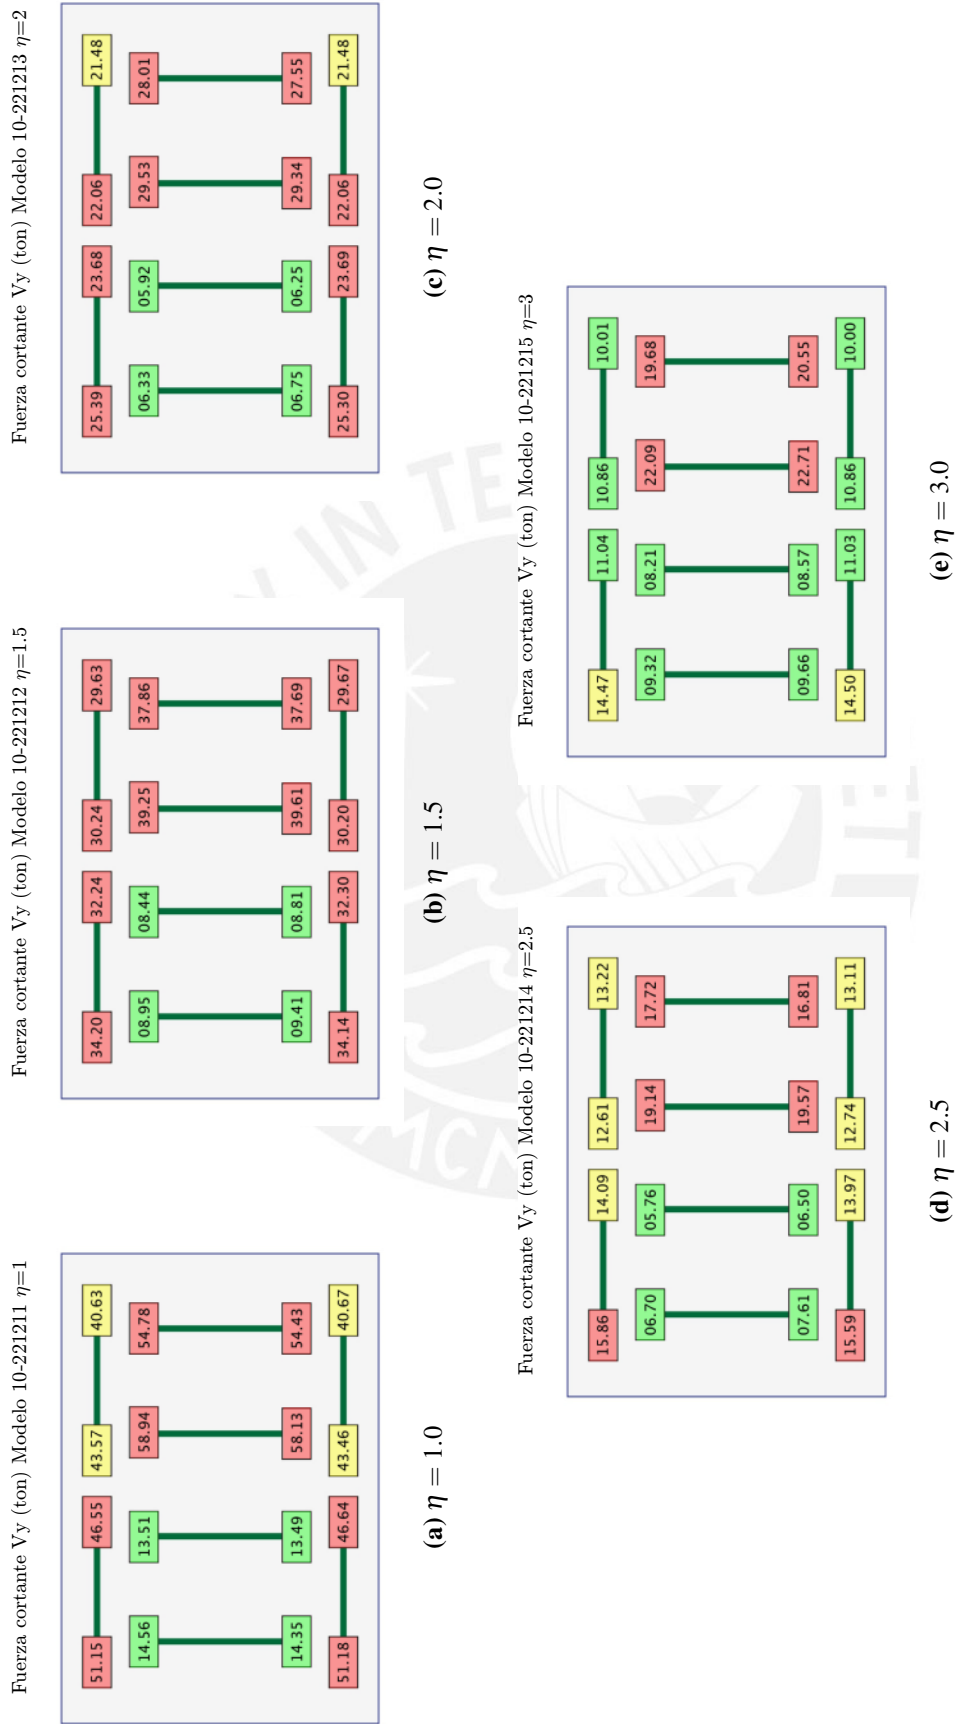 Fuerza cortante Vy (ton) Modelo 10-221211 η=1
51.15 46.55 43.57 40.63
14.56 13.51 58.94 54.78
14.35 13.49 58.13 54.43
51.18 46.64 43.46 40.67
(a) η = 1.0
Fuerza cortante Vy (ton) Modelo 10-221212 η=1.5
34.20 32.24 30.24 29.63
08.95 08.44 39.25 37.86
09.41 08.81 39.61 37.69
34.14 32.30 30.20 29.67
(b) η = 1.5
Fuerza cortante Vy (ton) Modelo 10-221213 η=2
25.39 23.68 22.06 21.48
06.33 05.92 29.53 28.01
06.75 06.25 29.34 27.55
25.30 23.69 22.06 21.48
(c) η = 2.0
Fuerza cortante Vy (ton) Modelo 10-221214 η=2.5
15.86 14.09 12.61 13.22
06.70 05.76 19.14 17.72
07.61 06.50 19.57 16.81
15.59 13.97 12.74 13.11
(d) η = 2.5
Fuerza cortante Vy (ton) Modelo 10-221215 η=3
14.47 11.04 10.86 10.01
09.32 08.21 22.09 19.68
09.66 08.57 22.71 20.55
14.50 11.03 10.86 10.00
(e) η = 3.0
IN TE